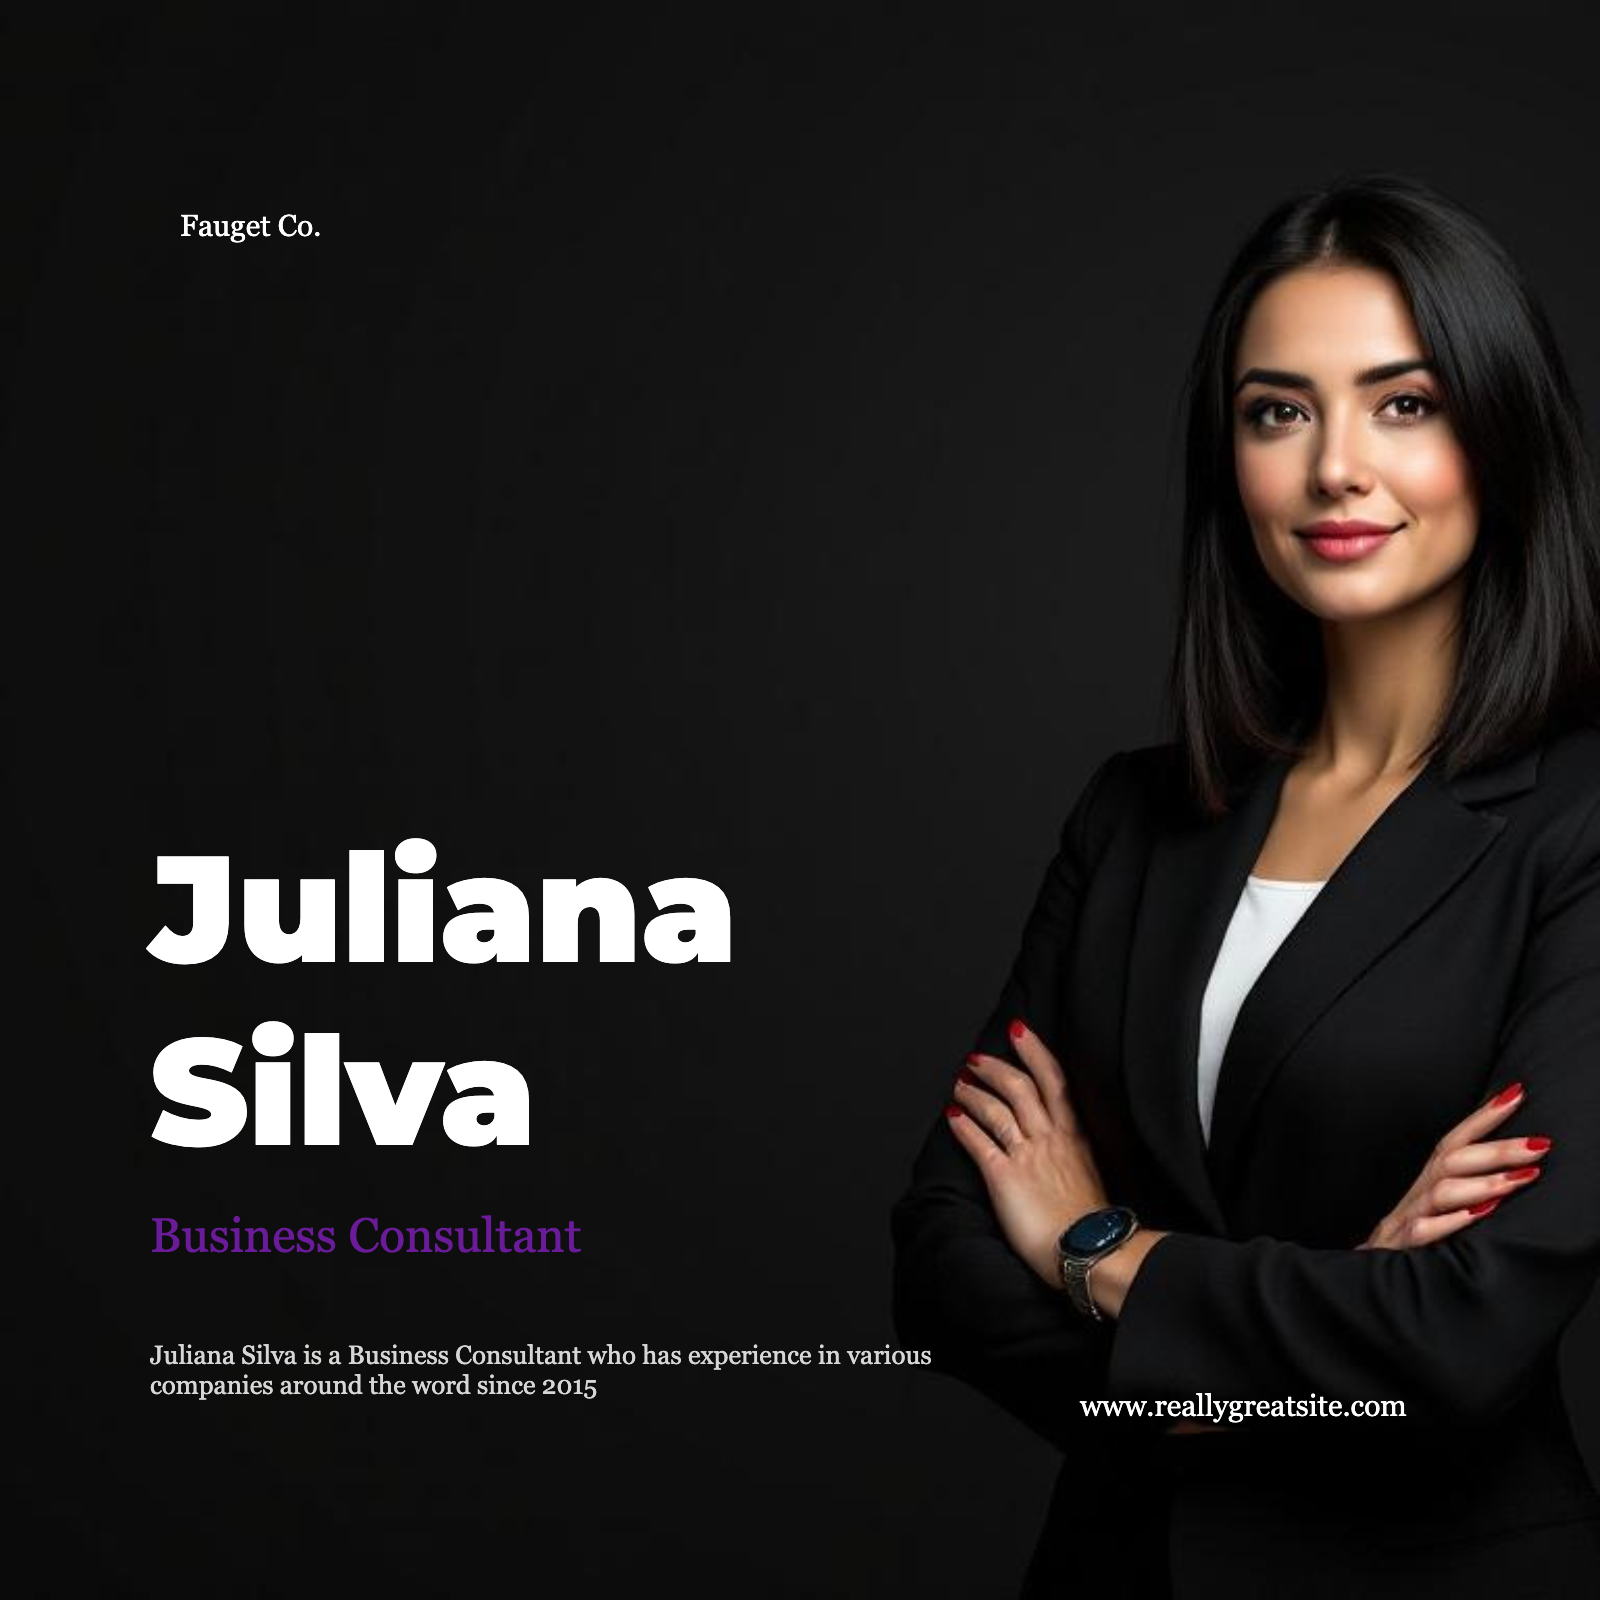 Fauget Co.
Juliana
Silva
Business Consultant
Juliana Silva is a Business Consultant who has experience in various
companies around the word since 2015
www.reallygreatsite.com